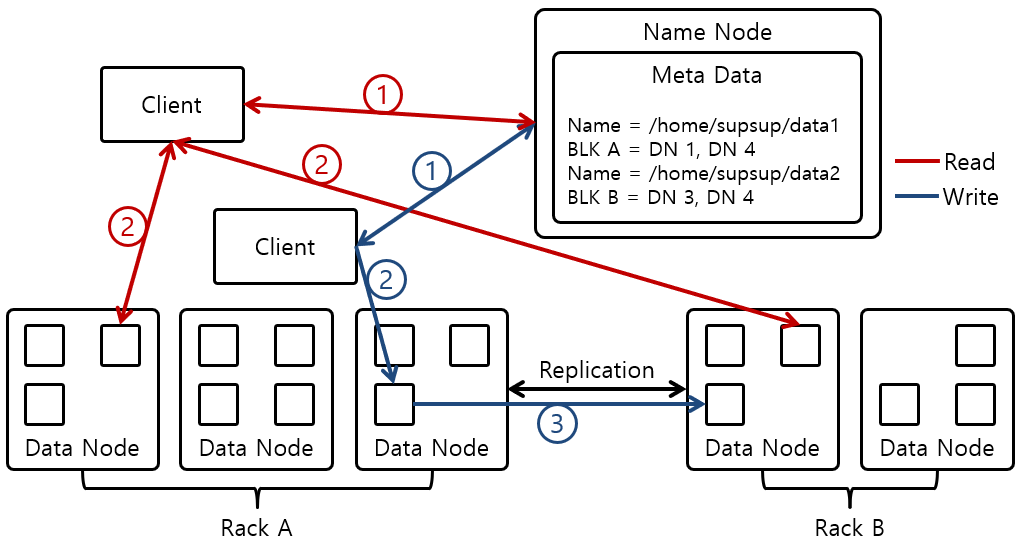 Name Node
Meta Data
Name = /home/supsup/data1
BLK A = DN 1, DN 4
Name = /home/supsup/data2
BLK B = DN 3, DN 4
Client
1
2
1
2
Read
Write
Client
2
Replication
3
Data Node
Data Node
Data Node
Data Node
Data Node
Rack A
Rack B